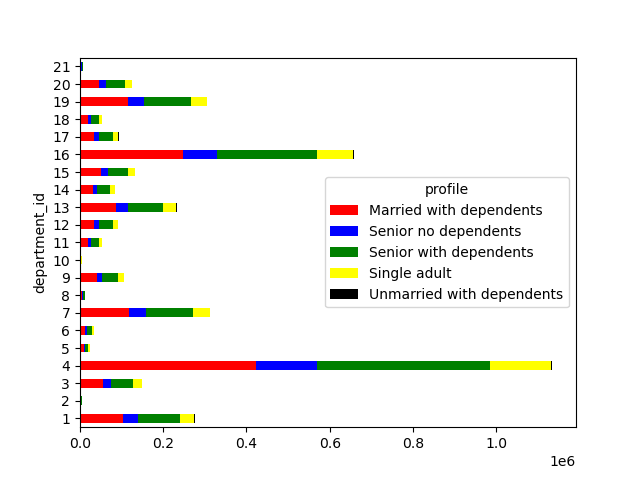 21
20
19
18
17
16
15
14
13
12
11
10
9
8
7
6
5
4
3
2
1
department_id
profile
Married with dependents
Senior no dependents
Senior with dependents
Single adult
Unmarried with dependents
0.0 0.2 0.4 0.6 0.8 1.0
1e6